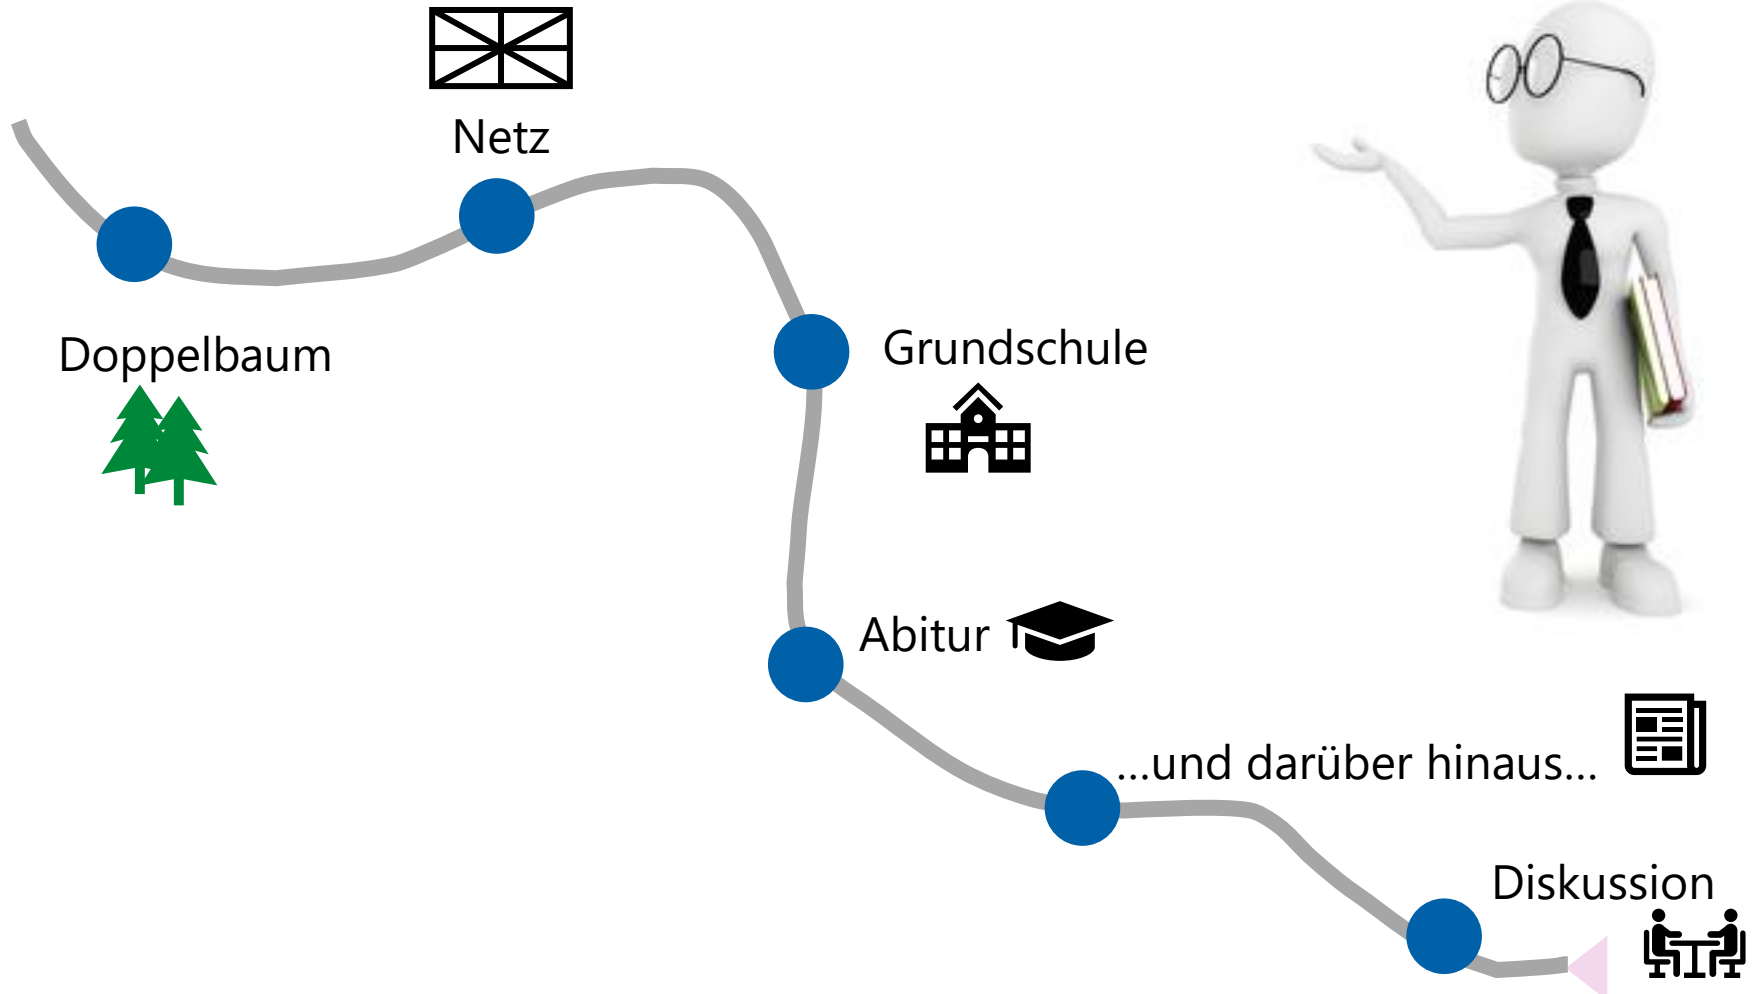 Netz
Doppelbaum
Grundschule
Abitur
...und darüber hinaus...
Diskussion